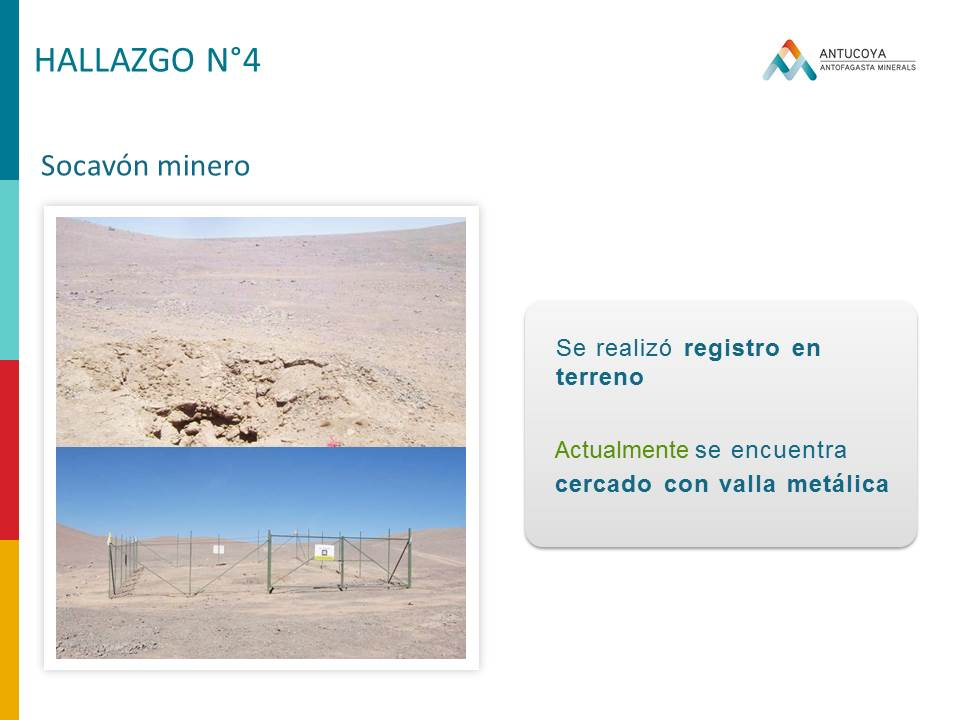 HALLAZGO N°4
ANTUCOYA
ANTOFAGASTA MINERALS
Socavón minero
Se realizó registro en
terreno
Actualmente se encuentra
cercado con valla metálica